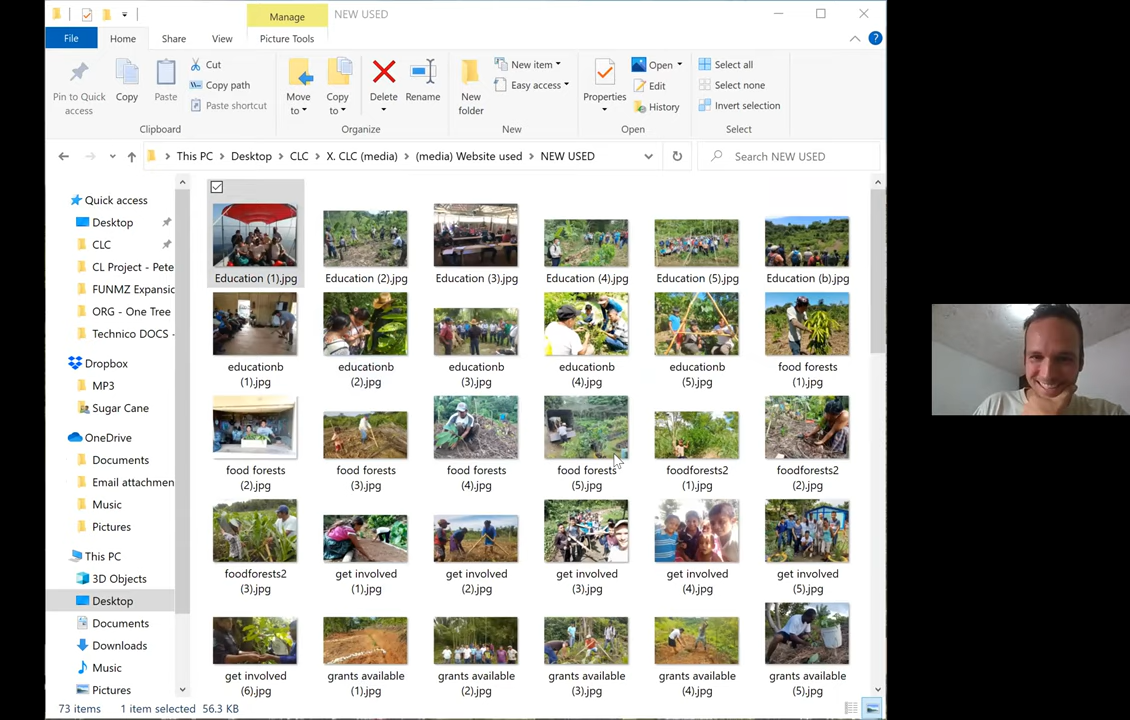 Manage
NEW USED
File
Home
Share
View
Picture Tools
Pin to Quick
access
Copy
Paste
Cut
Copy path
Paste shortcut
Clipboard
Move
to
Copy
to
Delete
Rename
Organize
New
folder
New item
Easy access
New
Properties
Open
Edit
History
Open
Select all
Select none
Invert selection
Select
This PC
Desktop
CLC
X. CLC (media)
(media) Website used
NEW USED
Search NEW USED
Quick access
Desktop
CLC
CL Project - Pete
FUNMZ Expansic
ORG - One Tree
Technico DOCS -
Dropbox
MP3
Sugar Cane
OneDrive
Documents
Email attachmen
Music
Pictures
This PC
3D Objects
Desktop
Documents
Downloads
Music
Pictures
Education (1).jpg
Education (2).jpg
Education (3).jpg
Education (4).jpg
Education (5).jpg
Education (b).jpg
educationb
(1).jpg
educationb
(2).jpg
educationb
(3).jpg
educationb
(4).jpg
educationb
(5).jpg
food forests
(1).jpg
food forests
(2).jpg
food forests
(3).jpg
food forests
(4).jpg
food forests
(5).jpg
foodforests2
(1).jpg
foodforests2
(2).jpg
foodforests2
(3).jpg
get involved
(1).jpg
get involved
(2).jpg
get involved
(3).jpg
get involved
(4).jpg
get involved
(5).jpg
get involved
(6).jpg
grants available
(1).jpg
grants available
(2).jpg
grants available
(3).jpg
grants available
(4).jpg
grants available
(5).jpg
73 items
1 item selected 56.3 KB